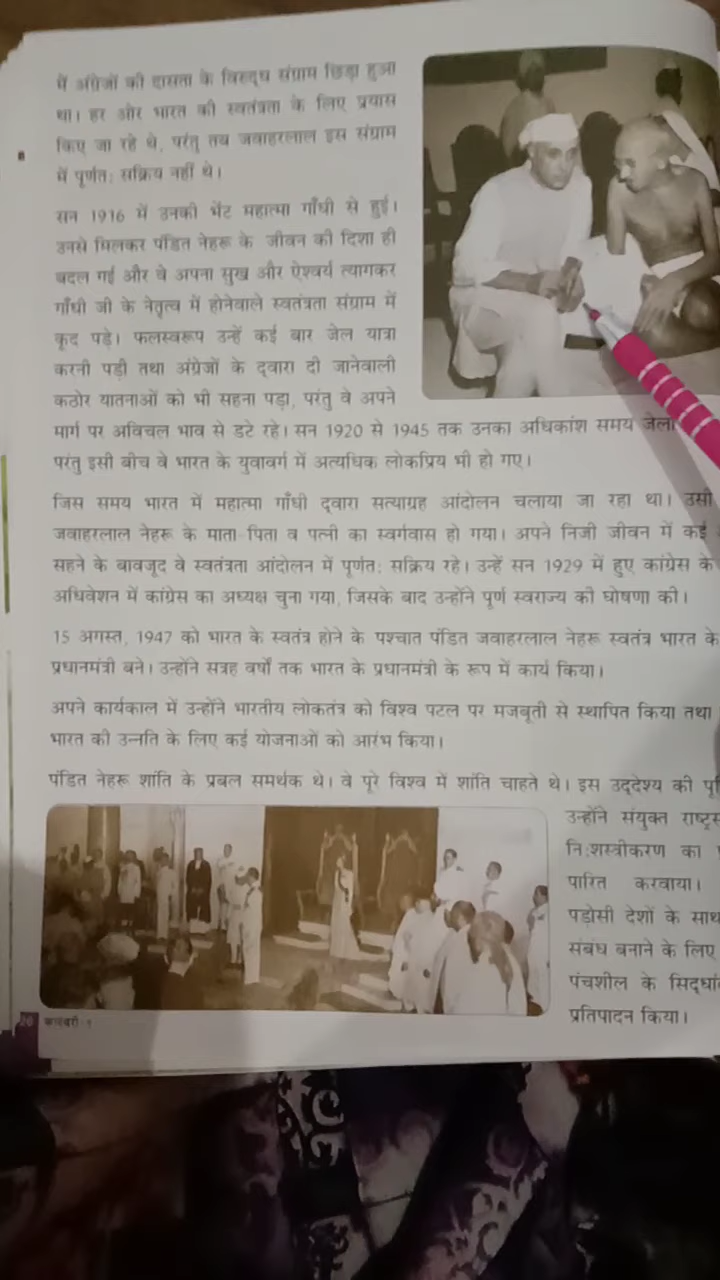 में अंग्रेजों की दासता के विरुद्ध संग्राम छिड़ा हुआ
था। हर ओर भारत की स्वतंत्रता के लिए प्रयास
किए जा रहे थे, परंतु तब जवाहरलाल इस संग्राम
में पूर्णत: सक्रिय नहीं थे।
सन 1916 में उनकी भेंट महात्मा गाँधी से हुई।
उनसे मिलकर पंडित नेहरू के जीवन की दिशा ही
बदल गई और वे अपना सुख और ऐश्वर्य त्यागकर
गाँधी जी के नेतृत्व में होनेवाले स्वतंत्रता संग्राम में
कूद पड़े। फलस्वरूप उन्हें कई बार जेल यात्रा
करनी पड़ी तथा अंग्रेजों के द्वारा दी जानेवाली
कठोर यातनाओं को भी सहना पड़ा, परंतु वे अपने
मार्ग पर अविचल भाव से डटे रहे। सन 1920 से 1945 तक उनका अधिकांश समय
परंतु इसी बीच वे भारत के युवावर्ग में अत्यधिक लोकप्रिय भी हो गए।
जिस समय भारत में महात्मा गाँधी द्वारा सत्याग्रह आंदोलन चलाया जा रहा था। उसी
जवाहरलाल नेहरू के माता-पिता व पत्नी का स्वर्गवास हो गया। अपने निजी जीवन में कई
सहने के बावजूद वे स्वतंत्रता आंदोलन में पूर्णत: सक्रिय रहे। उन्हें सन 1929 में हुए कांग्रेस के
अधिवेशन में कांग्रेस का अध्यक्ष चुना गया, जिसके बाद उन्होंने पूर्ण स्वराज्य की घोषणा की।
15 अगस्त, 1947 को भारत के स्वतंत्र होने के पश्चात पंडित जवाहरलाल नेहरू स्वतंत्र भारत के
प्रधानमंत्री बने। उन्होंने सत्रह वर्षों तक भारत के प्रधानमंत्री के रूप में कार्य किया।
अपने कार्यकाल में उन्होंने भारतीय लोकतंत्र को विश्व पटल पर मजबूती से स्थापित किया तथा
भारत की उन्नति के लिए कई योजनाओं को आरंभ किया।
पंडित नेहरू शांति के प्रबल समर्थक थे। वे पूरे विश्व में शांति चाहते थे। इस उद्देश्य की
उन्होंने संयुक्त
नि:शस्त्रीकरण का
पारित करवाया।
पड़ोसी देशों के साथ
संबंध बनाने के लिए
पंचशील के
प्रतिपादन किया।